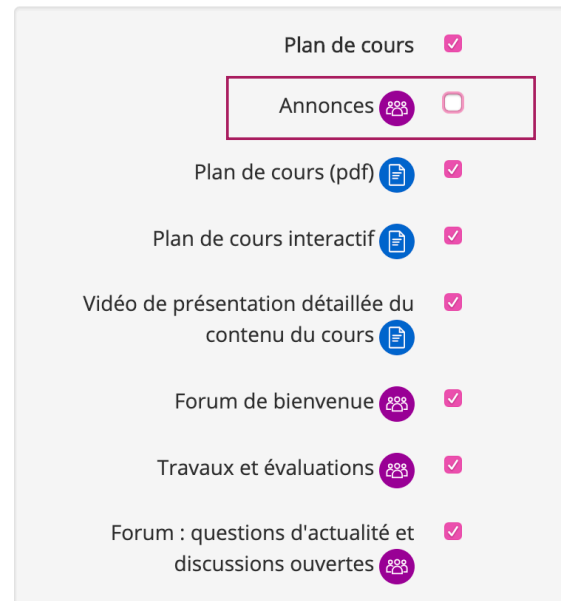 Plan de cours
Annonces
Plan de cours (pdf)
Plan de cours interactif
Vidéo de présentation détaillée du
contenu du cours
Forum de bienvenue
Travaux et évaluations
Forum : questions d'actualité et
discussions ouvertes